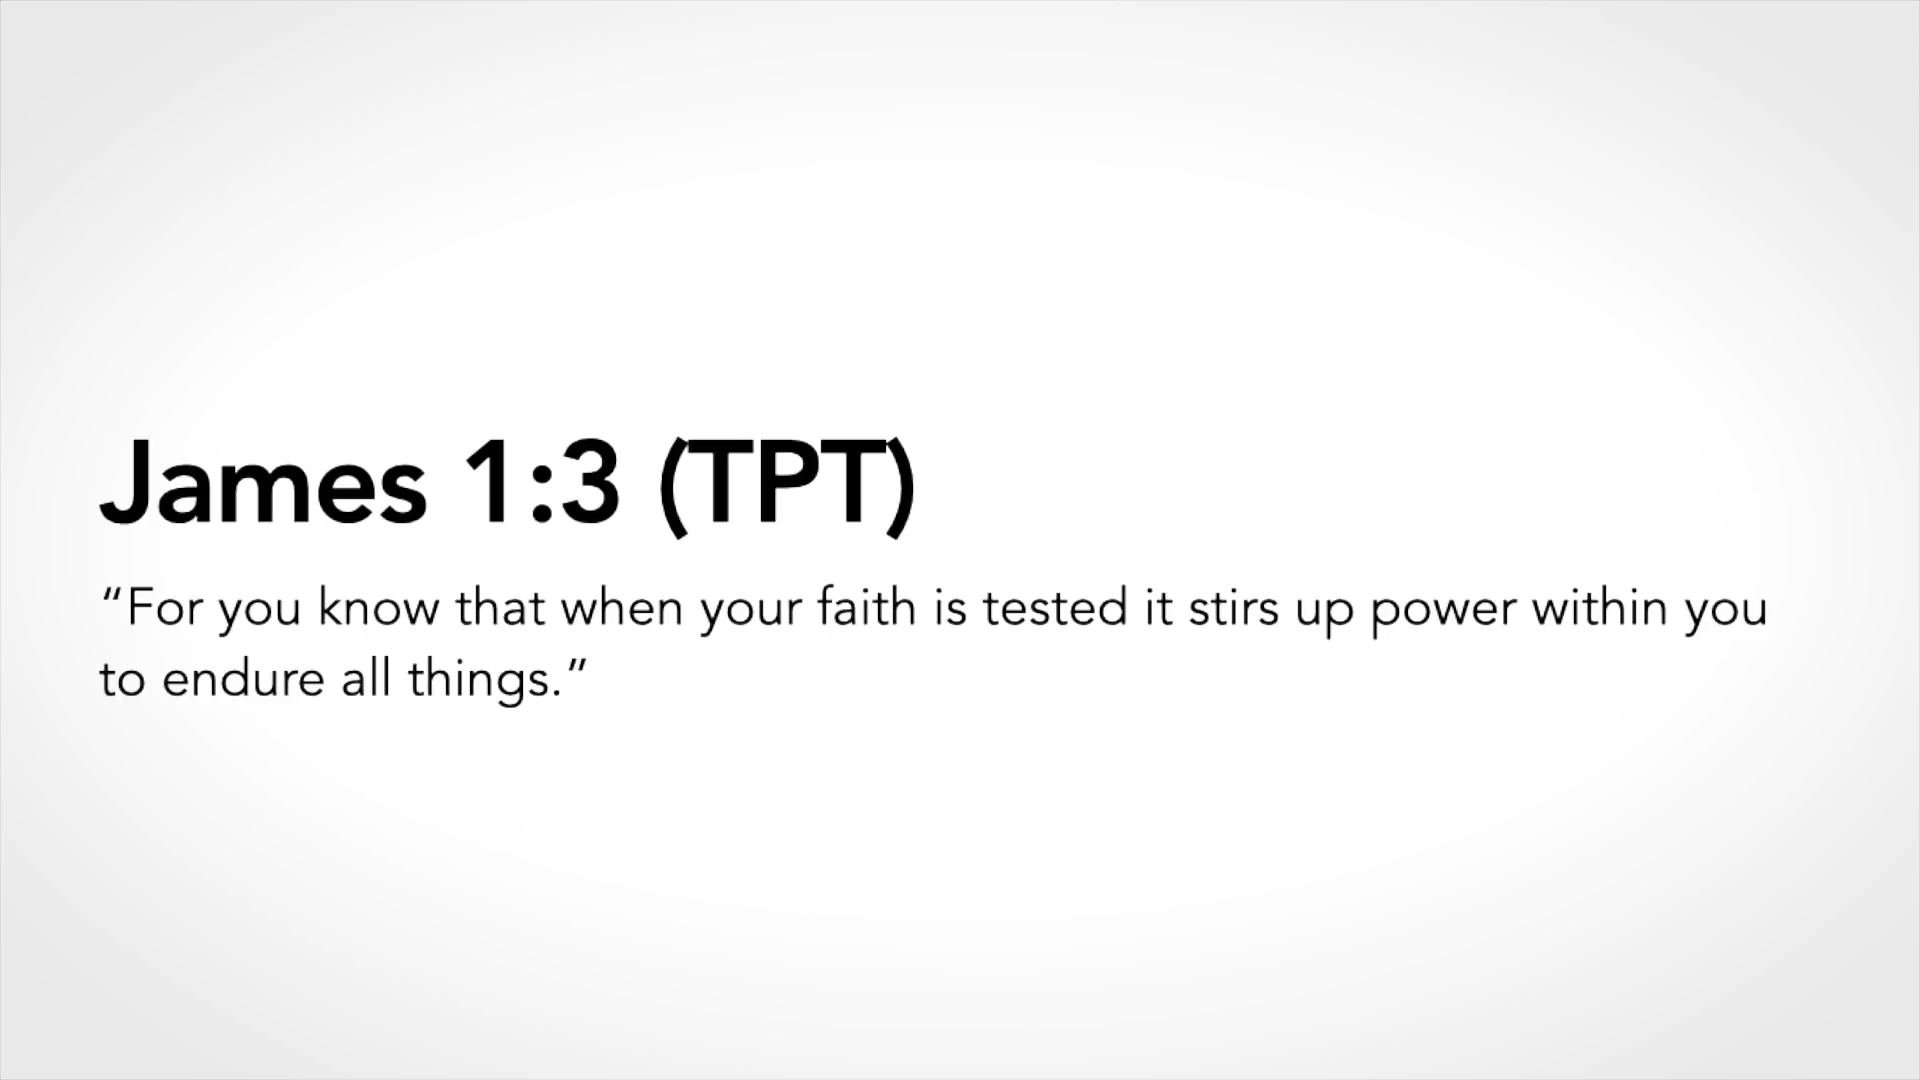 James 1:3 (TPT)
“For you know that when your faith is tested it stirs up power within you
to endure all things.”